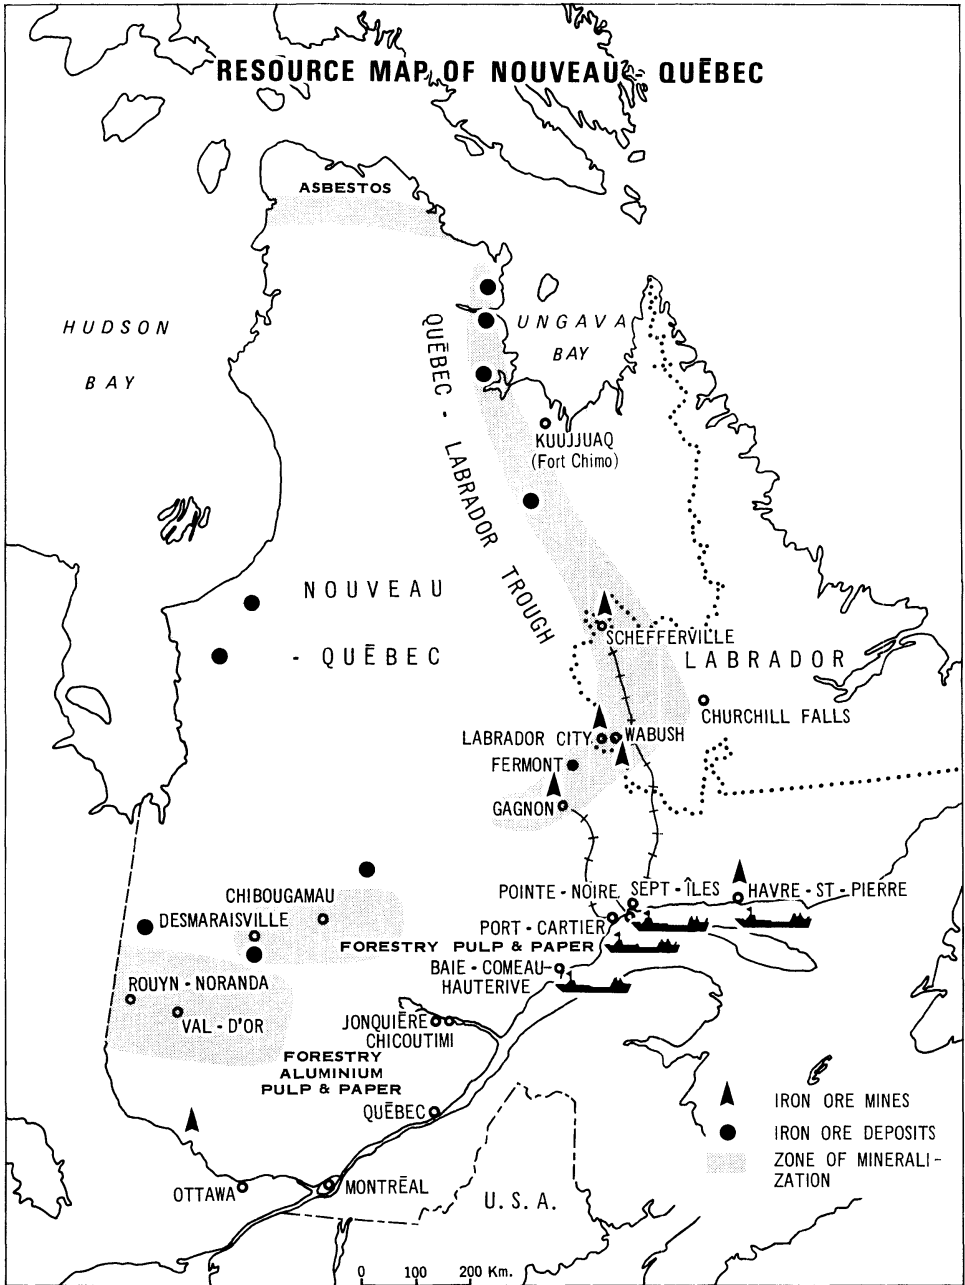 RESOURCE MAP OF NOUVEAU - QUĒBEC
ASBESTOS
HUDSON
BAY
UNGAVA
BAY
QUĒBEC - LABRADOR TROUGH
KUUJJUAQ
(Fort Chimo)
NOUVEAU
- QUĒBEC
SCHEFFERVILLE
LABRADOR
CHURCHILL FALLS
LABRADOR CITY
WABUSH
FERMONT
GAGNON
CHIBOUGAMAU
DESMARAISVILLE
POINTE - NOIRE
SEPT - ÎLES
HAVRE - ST - PIERRE
PORT - CARTIER
FORESTRY PULP & PAPER
BAIE - COMEAU
HAUTERIVE
ROUYN - NORANDA
VAL - D'OR
JONQUIÈRE
CHICOUTIMI
FORESTRY
ALUMINIUM
PULP & PAPER
QUĒBEC
OTTAWA
MONTRĒAL
U.S.A.
IRON ORE MINES
IRON ORE DEPOSITS
ZONE OF MINERALI-
ZATION
0 100 200 Km.